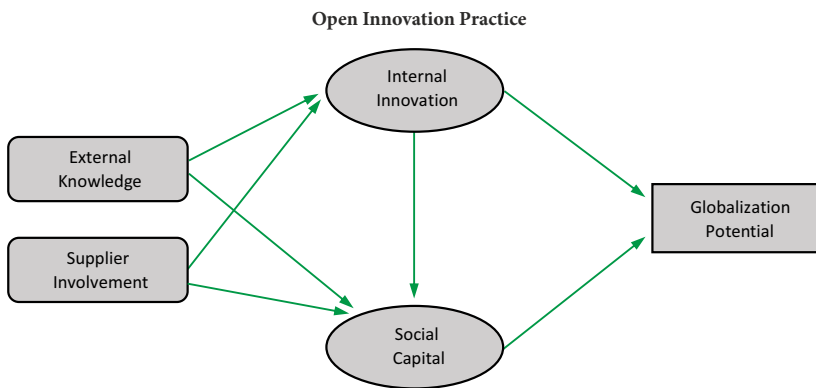 Open Innovation Practice
Internal
Innovation
External
Knowledge
Supplier
Involvement
Globalization
Potential
Social
Capital